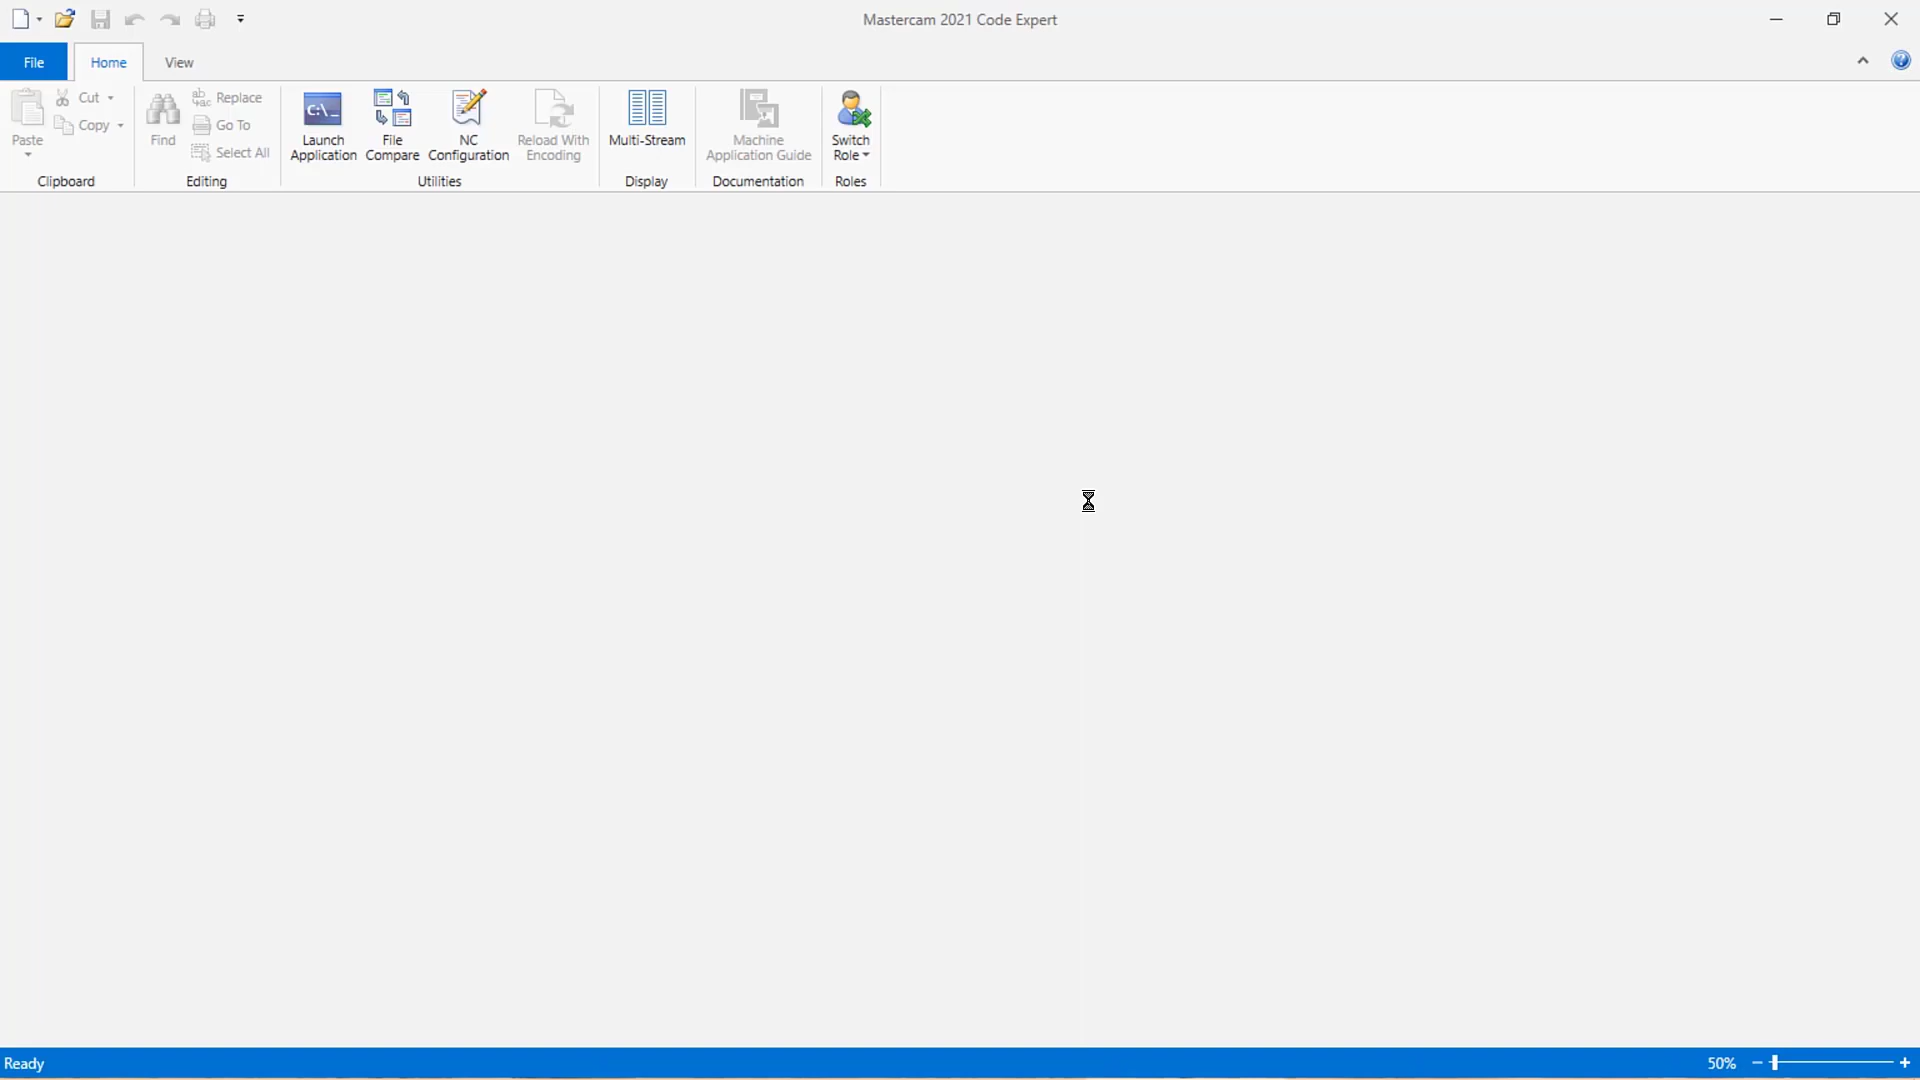 Mastercam 2021 Code Expert
File
Home
View
Paste
Cut
Copy
Clipboard
Find
Replace
Go To
Select All
Editing
C:\_
Launch
Application
File
Compare
NC
Configuration
Reload With
Encoding
Utilities
Multi-Stream
Display
Machine
Application Guide
Documentation
Switch
Role
Roles
Ready
50%